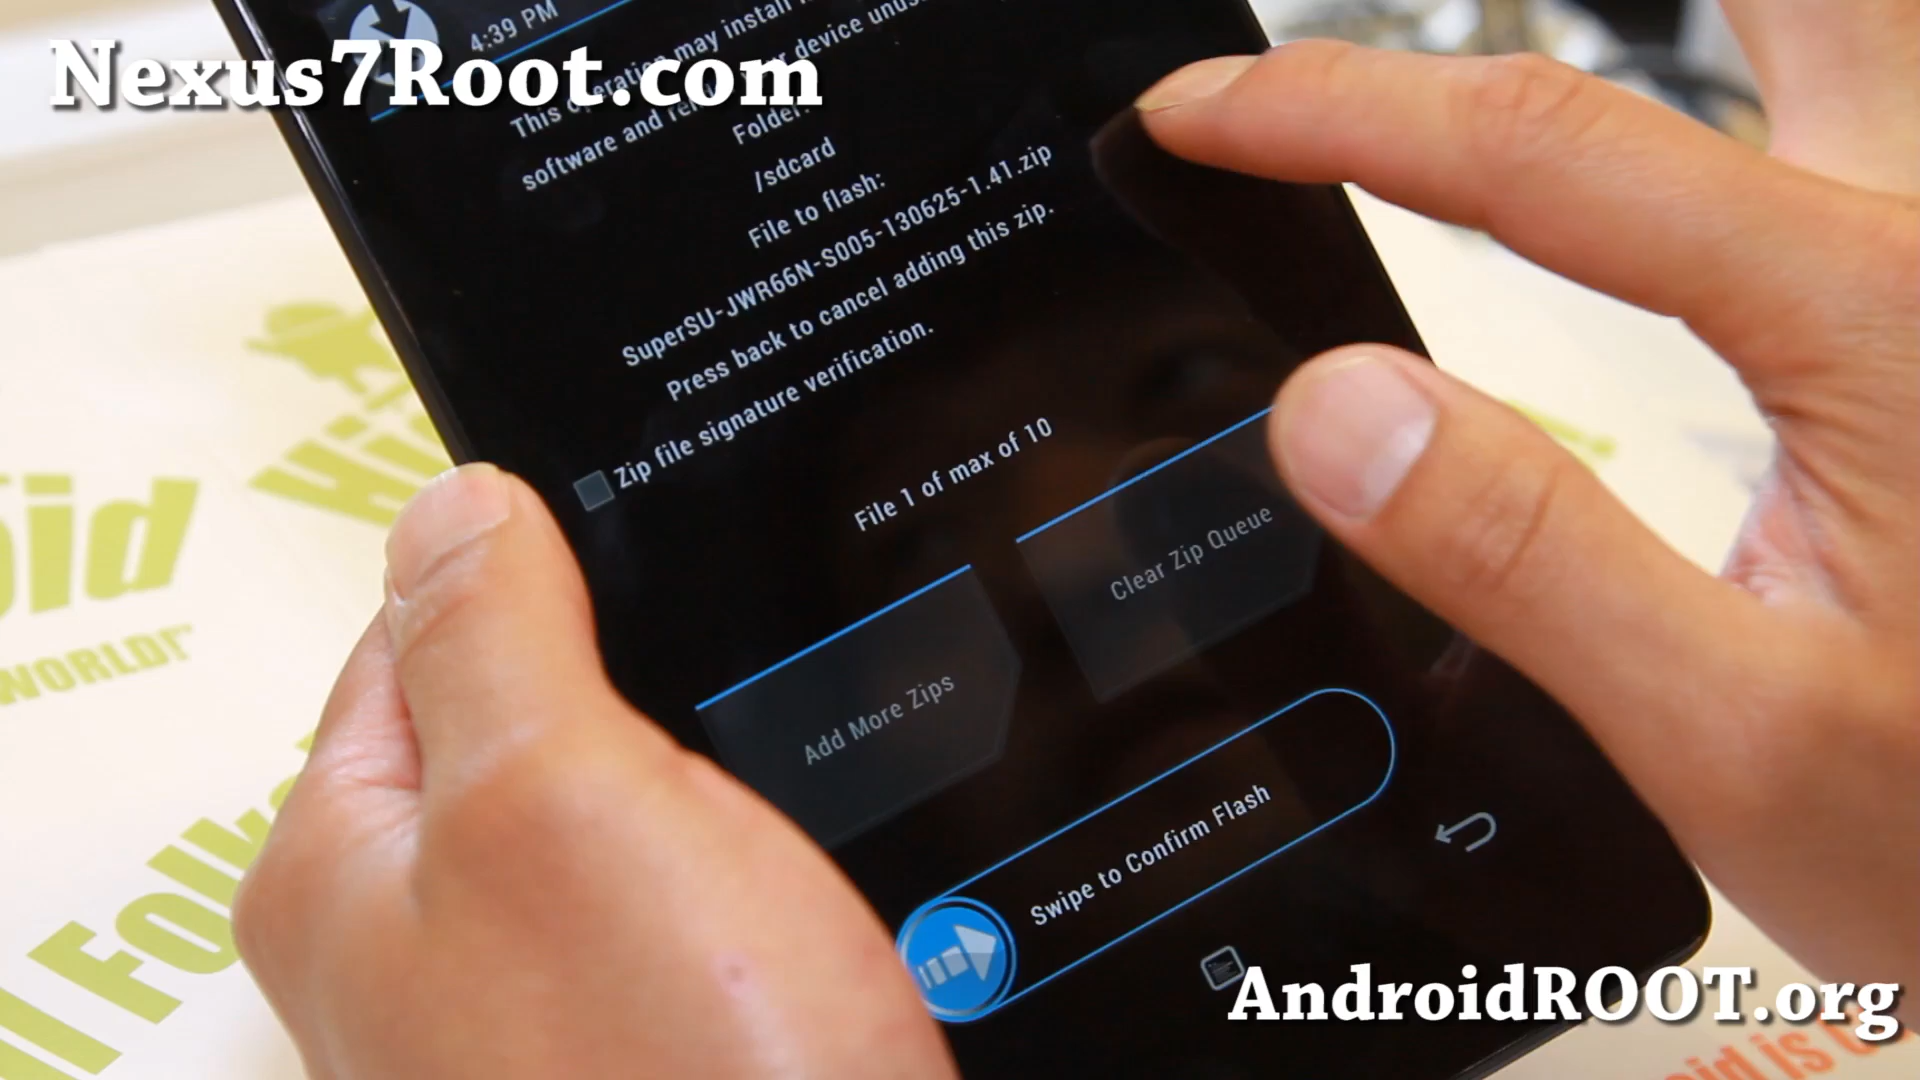 Nexus7Root.com
4:39 PM
This operation may install
software and device
Folder:
/sdcard
File to flash:
SuperSU-JWR66N-S005-130625-1.41.zip
Press back to cancel adding this zip.
Zip file signature verification.
File 1 of max of 10
Add More Zips
Clear Zip Queue
Swipe to Confirm Flash
AndroidROOT.org
WORLD!